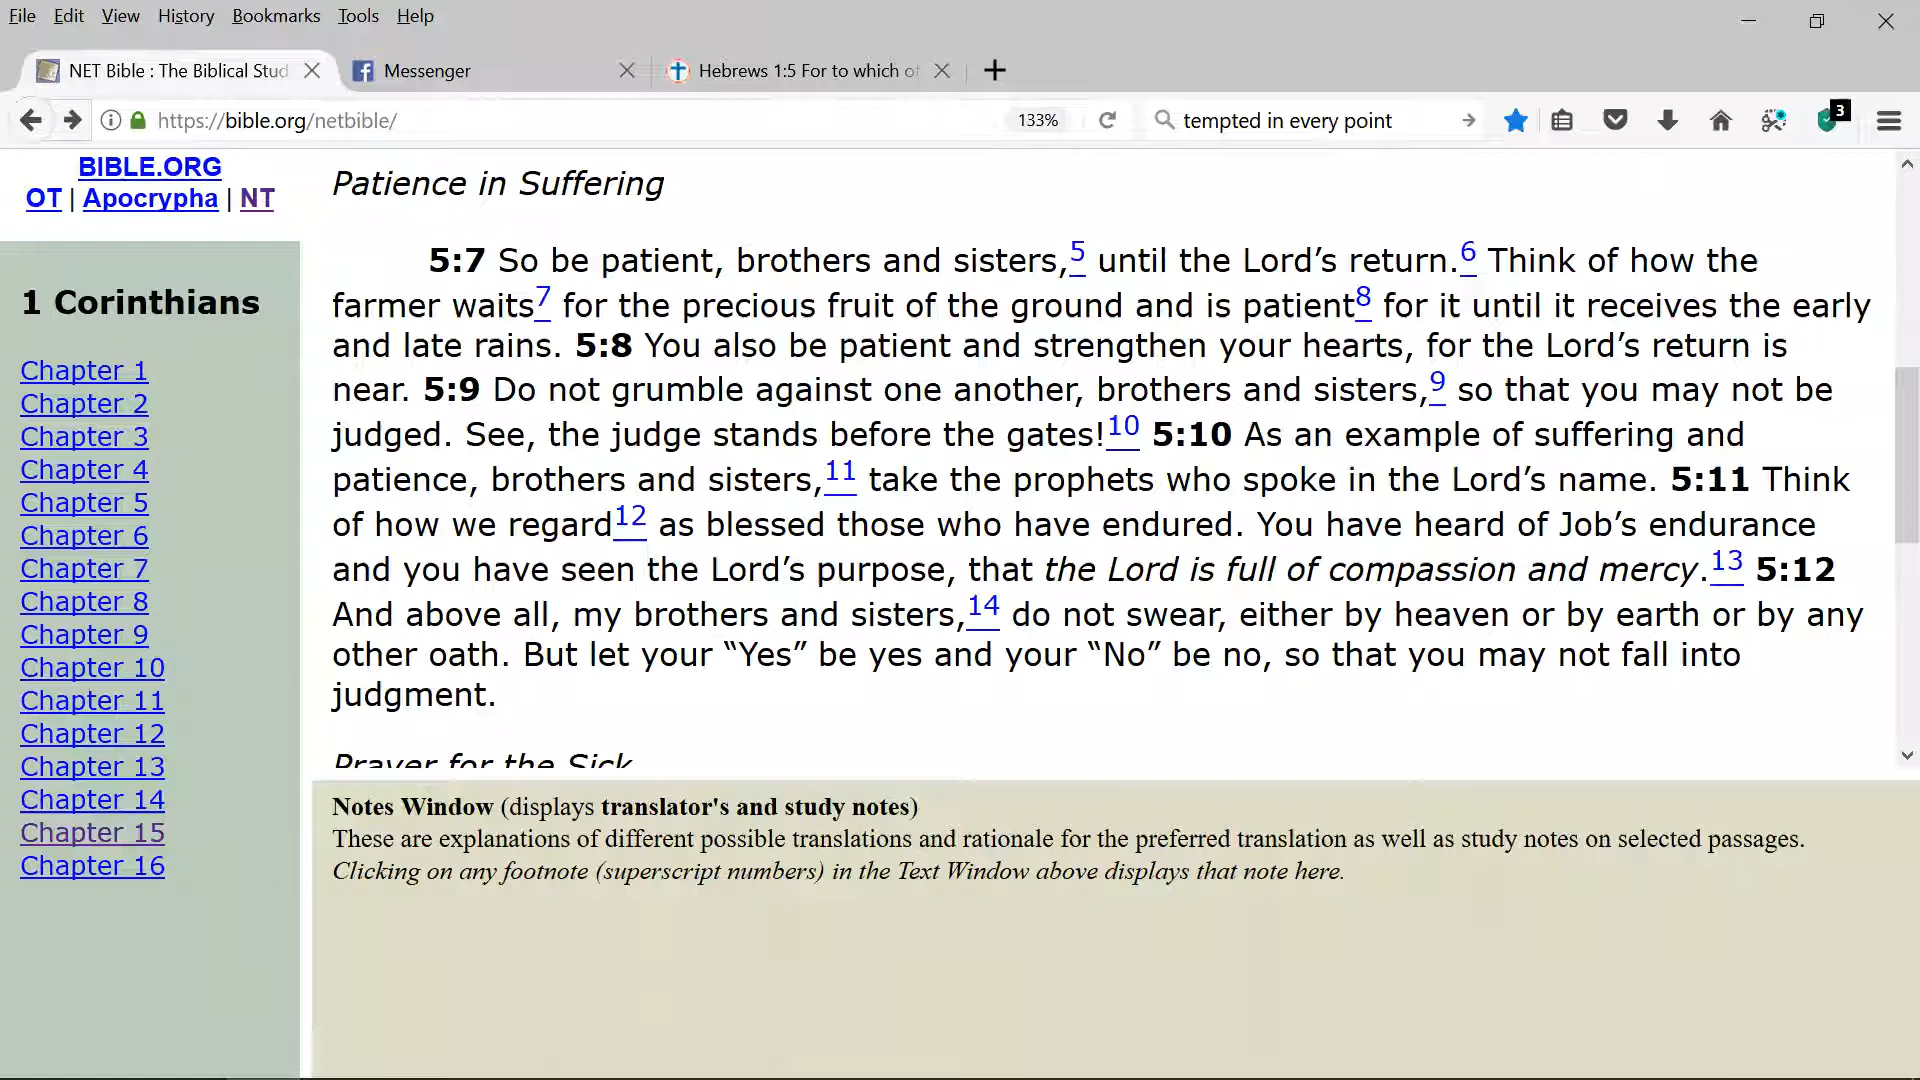 File Edit View History Bookmarks Tools Help
NET Bible : The Biblical Stud
Messenger
Hebrews 1:5 For to which of
https://bible.org/netbible/
133%
tempted in every point
3
BIBLE.ORG
OT | Apocrypha | NT
1 Corinthians
Chapter 1
Chapter 2
Chapter 3
Chapter 4
Chapter 5
Chapter 6
Chapter 7
Chapter 8
Chapter 9
Chapter 10
Chapter 11
Chapter 12
Chapter 13
Chapter 14
Chapter 15
Chapter 16
Patience in Suffering
5:7 So be patient, brothers and sisters,5 until the Lord’s return.6 Think of how the
farmer waits7 for the precious fruit of the ground and is patient8 for it until it receives the early
and late rains. 5:8 You also be patient and strengthen your hearts, for the Lord’s return is
near. 5:9 Do not grumble against one another, brothers and sisters,9 so that you may not be
judged. See, the judge stands before the gates!10 5:10 As an example of suffering and
patience, brothers and sisters,11 take the prophets who spoke in the Lord’s name. 5:11 Think
of how we regard12 as blessed those who have endured. You have heard of Job’s endurance
and you have seen the Lord’s purpose, that the Lord is full of compassion and mercy.13 5:12
And above all, my brothers and sisters,14 do not swear, either by heaven or by earth or by any
other oath. But let your “Yes” be yes and your “No” be no, so that you may not fall into
judgment.
Prayer for the Sick
Notes Window (displays translator's and study notes)
These are explanations of different possible translations and rationale for the preferred translation as well as study notes on selected passages.
Clicking on any footnote (superscript numbers) in the Text Window above displays that note here.